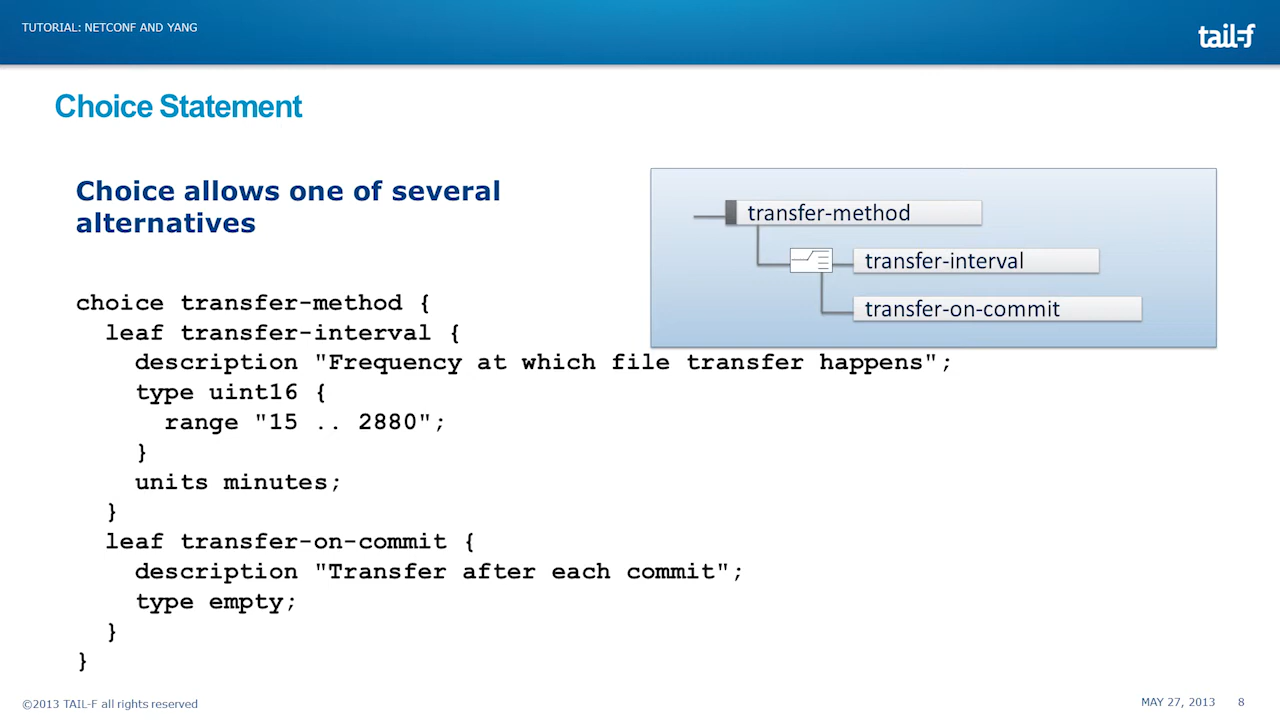 TUTORIAL: NETCONF AND YANG
tail-f
Choice Statement
Choice allows one of several
alternatives
transfer-method
transfer-interval
transfer-on-commit
choice transfer-method {
  leaf transfer-interval {
    description "Frequency at which file transfer happens";
    type uint16 {
      range "15 .. 2880";
    }
    units minutes;
  }
  leaf transfer-on-commit {
    description "Transfer after each commit";
    type empty;
  }
}
©2013 TAIL-F all rights reserved
MAY 27, 2013 8